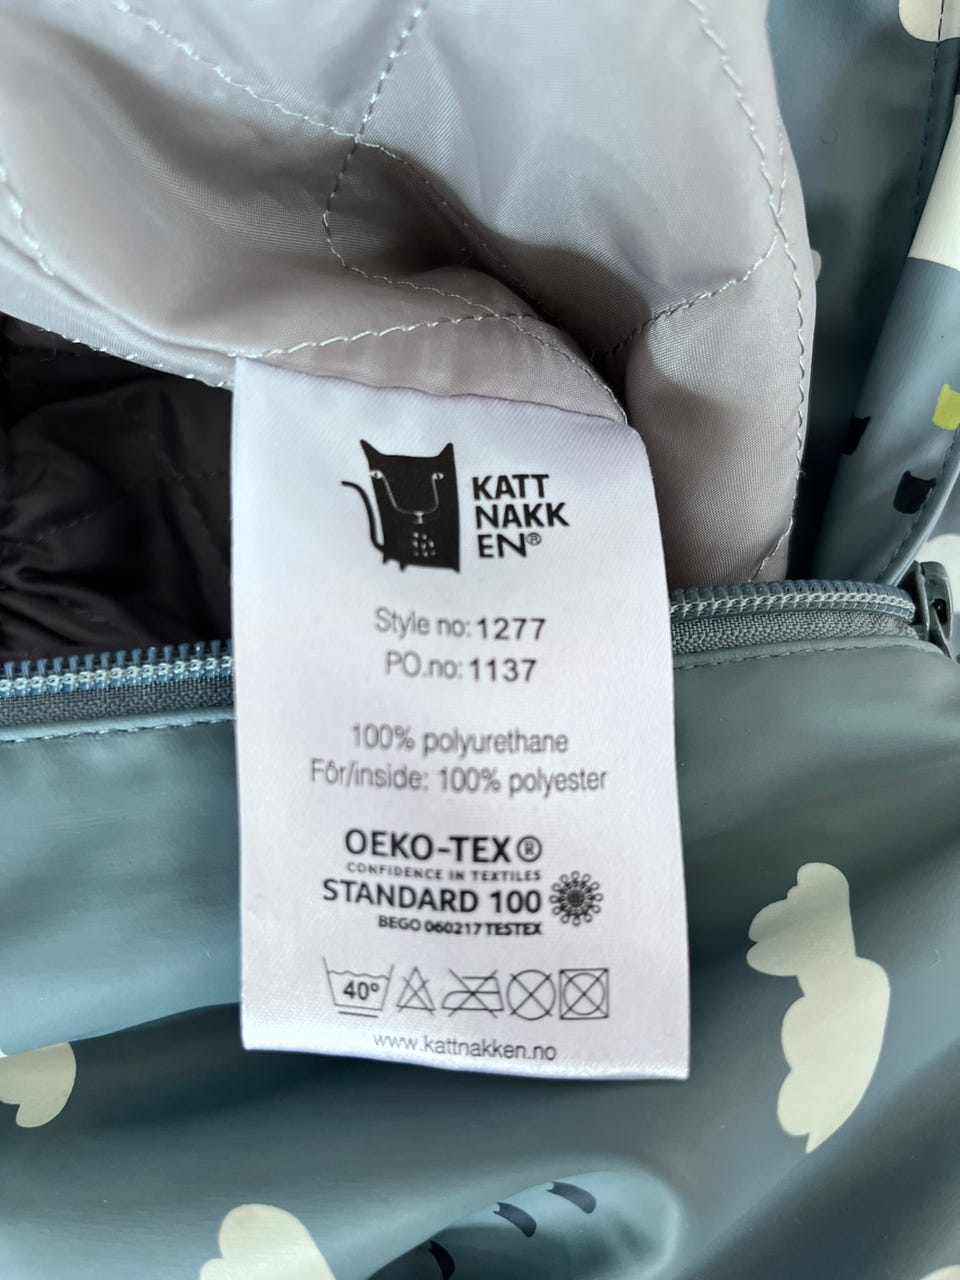 KATT
NAKK
EN®
Style no: 1277
PO.no: 1137
100% polyurethane
Fôr/inside: 100% polyester
OEKO-TEX®
CONFIDENCE IN TEXTILES
STANDARD 100
BEGO 060217 TESTEX
40°
www.kattnakken.no